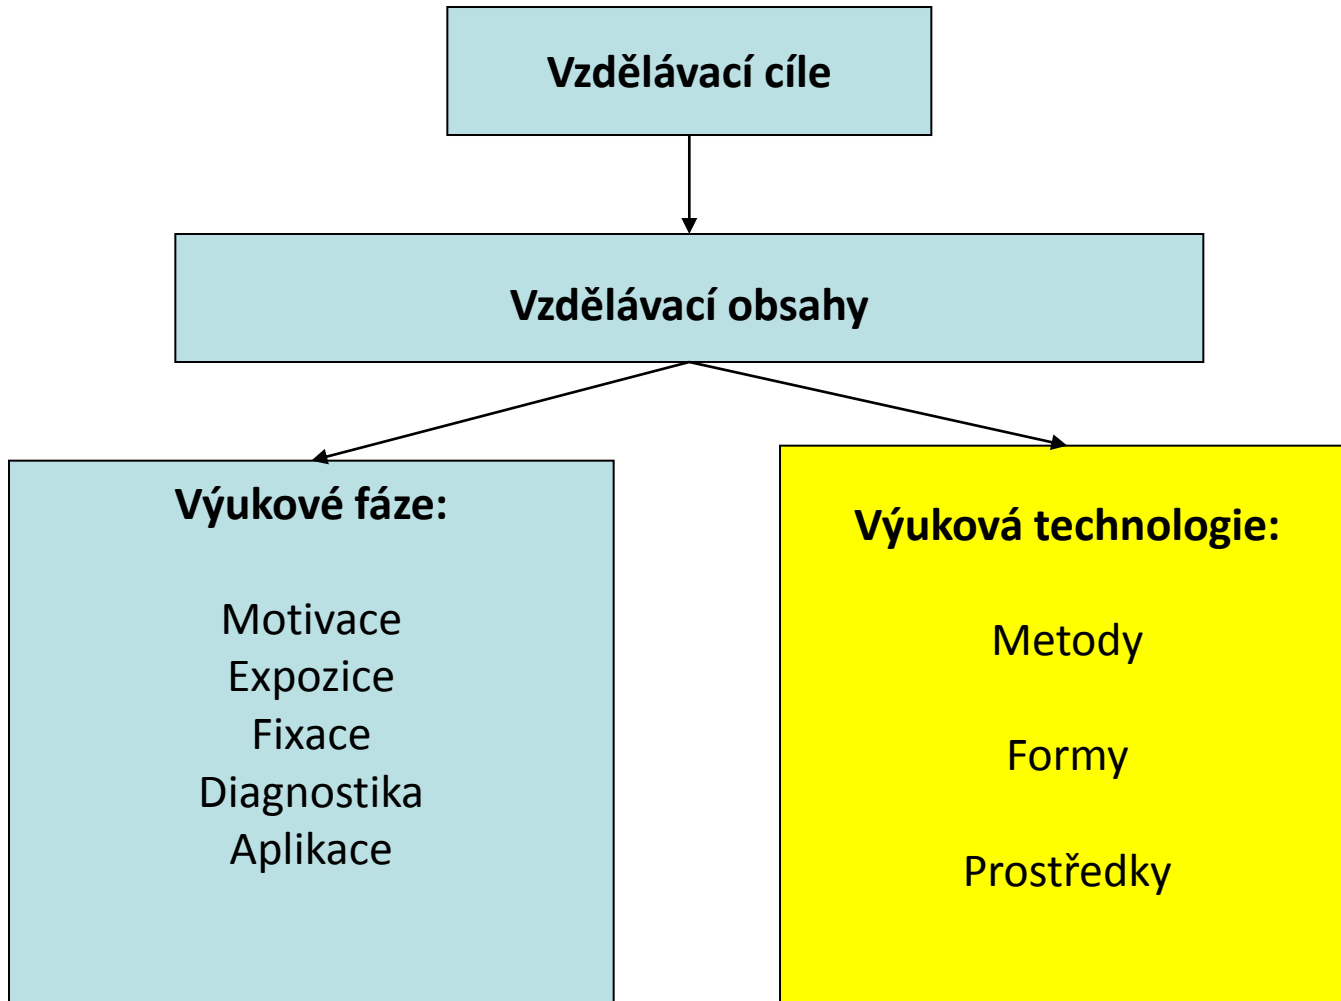 Vzdělávací cíle
Vzdělávací obsahy
Výukové fáze:
Motivace
Expozice
Fixace
Diagnostika
Aplikace
Výuková technologie:
Metody
Formy
Prostředky